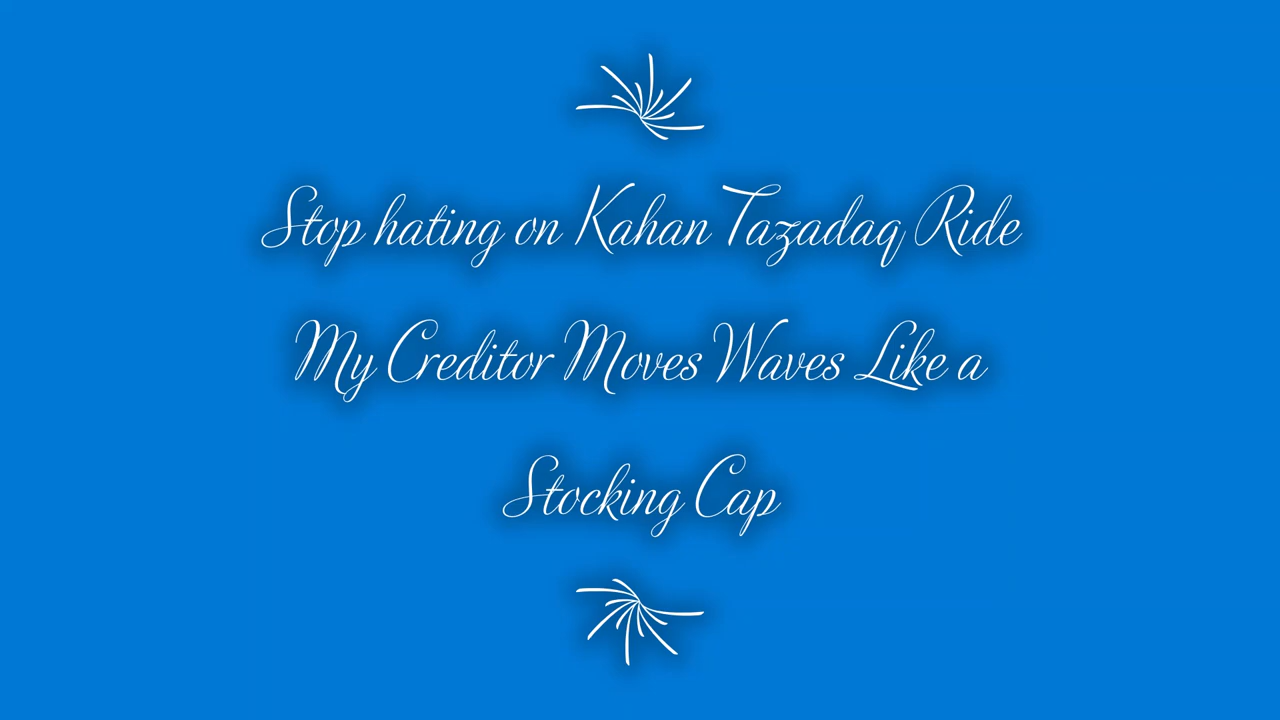 Stop hating on Kahan Tazadaq Ride
My Creditor Moves Waves Like a
Stocking Cap